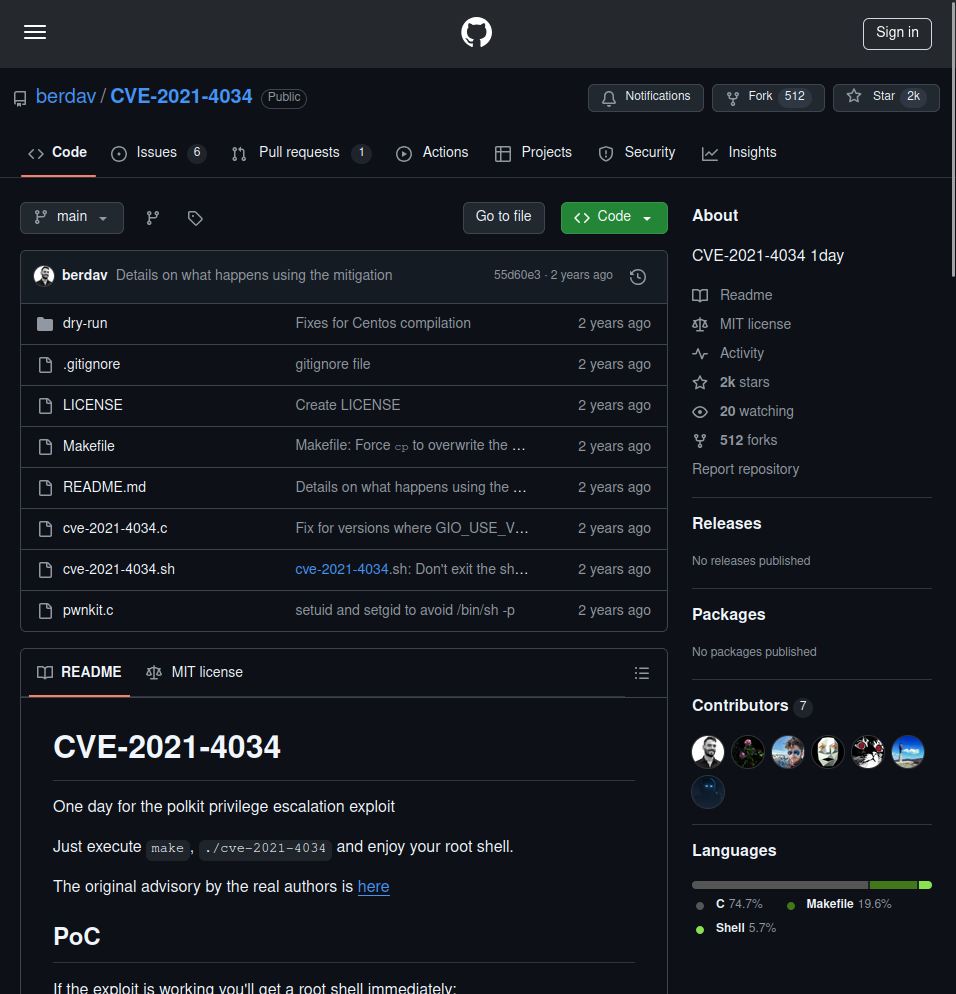 Sign in
berdav / CVE-2021-4034 Public
Notifications Fork 512 Star 2k
Code Issues 6 Pull requests 1 Actions Projects Security Insights
main Go to file Code
berdav Details on what happens using the mitigation 55d60e3 · 2 years ago
dry-run Fixes for Centos compilation 2 years ago
.gitignore gitignore file 2 years ago
LICENSE Create LICENSE 2 years ago
Makefile Makefile: Force cp to overwrite the … 2 years ago
README.md Details on what happens using the … 2 years ago
cve-2021-4034.c Fix for versions where GIO_USE_V… 2 years ago
cve-2021-4034.sh cve-2021-4034.sh: Don't exit the sh… 2 years ago
pwnkit.c setuid and setgid to avoid /bin/sh -p 2 years ago
README MIT license
CVE-2021-4034
One day for the polkit privilege escalation exploit
Just execute make, ./cve-2021-4034 and enjoy your root shell.
The original advisory by the real authors is here
PoC
If the exploit is working you'll get a root shell immediately:
About
CVE-2021-4034 1day
Readme
MIT license
Activity
2k stars
20 watching
512 forks
Report repository
Releases
No releases published
Packages
No packages published
Contributors 7
Languages
C 74.7% Makefile 19.6%
Shell 5.7%